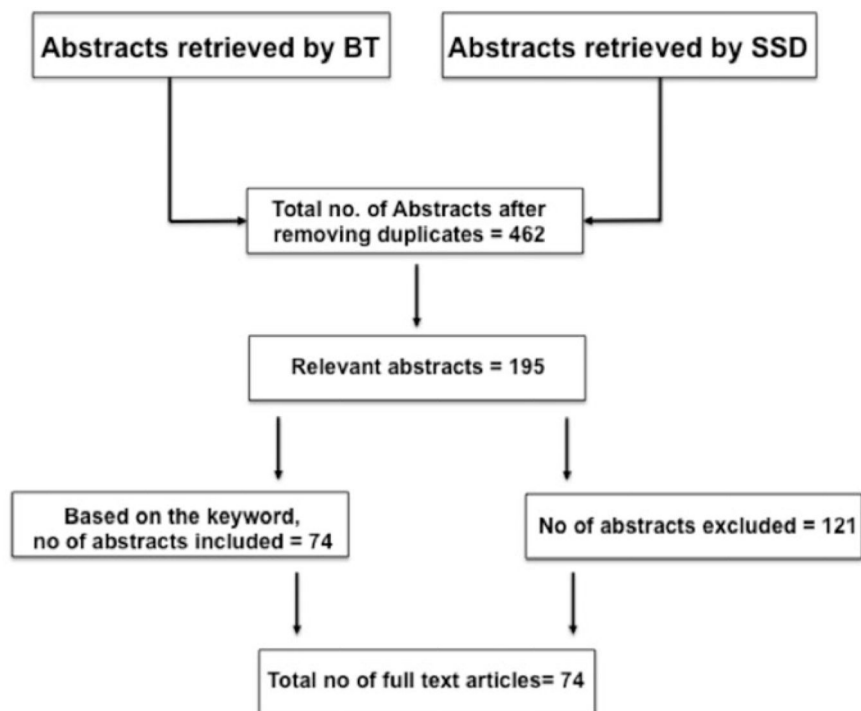 Abstracts retrieved by BT
Abstracts retrieved by SSD
Total no. of Abstracts after
removing duplicates = 462
Relevant abstracts = 195
Based on the keyword,
no of abstracts included = 74
No of abstracts excluded = 121
Total no of full text articles= 74